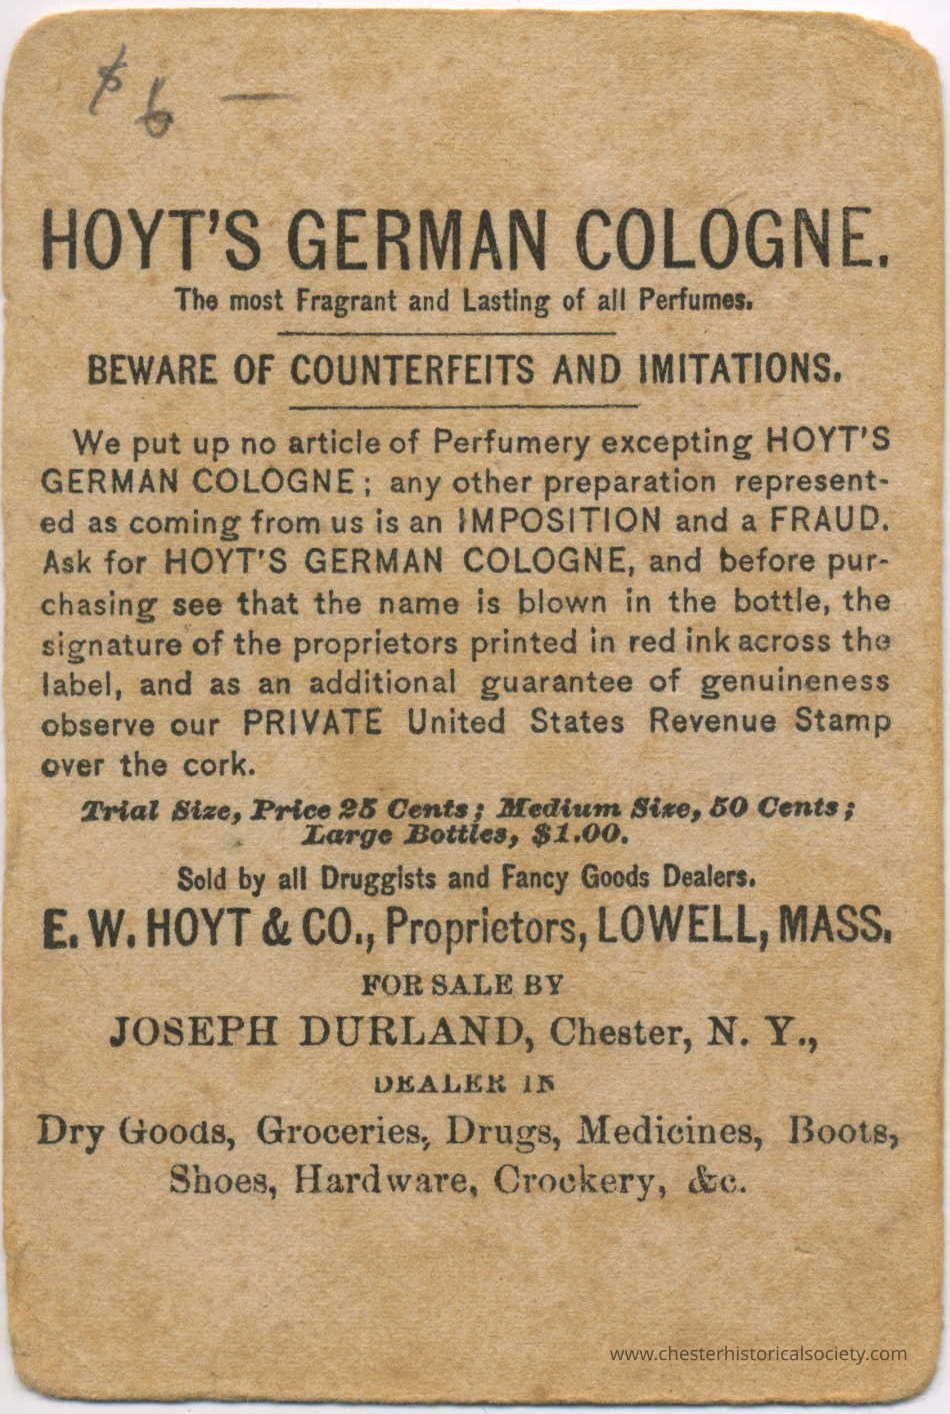 $ 6 —
HOYT'S GERMAN COLOGNE.
The most Fragrant and Lasting of all Perfumes.
BEWARE OF COUNTERFEITS AND IMITATIONS.
We put up no article of Perfumery excepting HOYT'S
GERMAN COLOGNE; any other preparation represent-
ed as coming from us is an IMPOSITION and a FRAUD.
Ask for HOYT'S GERMAN COLOGNE, and before pur-
chasing see that the name is blown in the bottle, the
signature of the proprietors printed in red ink across the
label, and as an additional guarantee of genuineness
observe our PRIVATE United States Revenue Stamp
over the cork.
Trial Size, Price 25 Cents; Medium Size, 50 Cents;
Large Bottles, $1.00.
Sold by all Druggists and Fancy Goods Dealers.
E. W. HOYT & CO., Proprietors, LOWELL, MASS.
FOR SALE BY
JOSEPH DURLAND, Chester, N. Y.,
DEALER IN
Dry Goods, Groceries, Drugs, Medicines, Boots,
Shoes, Hardware, Crockery, &c.
www.chesterhistoricalsociety.com